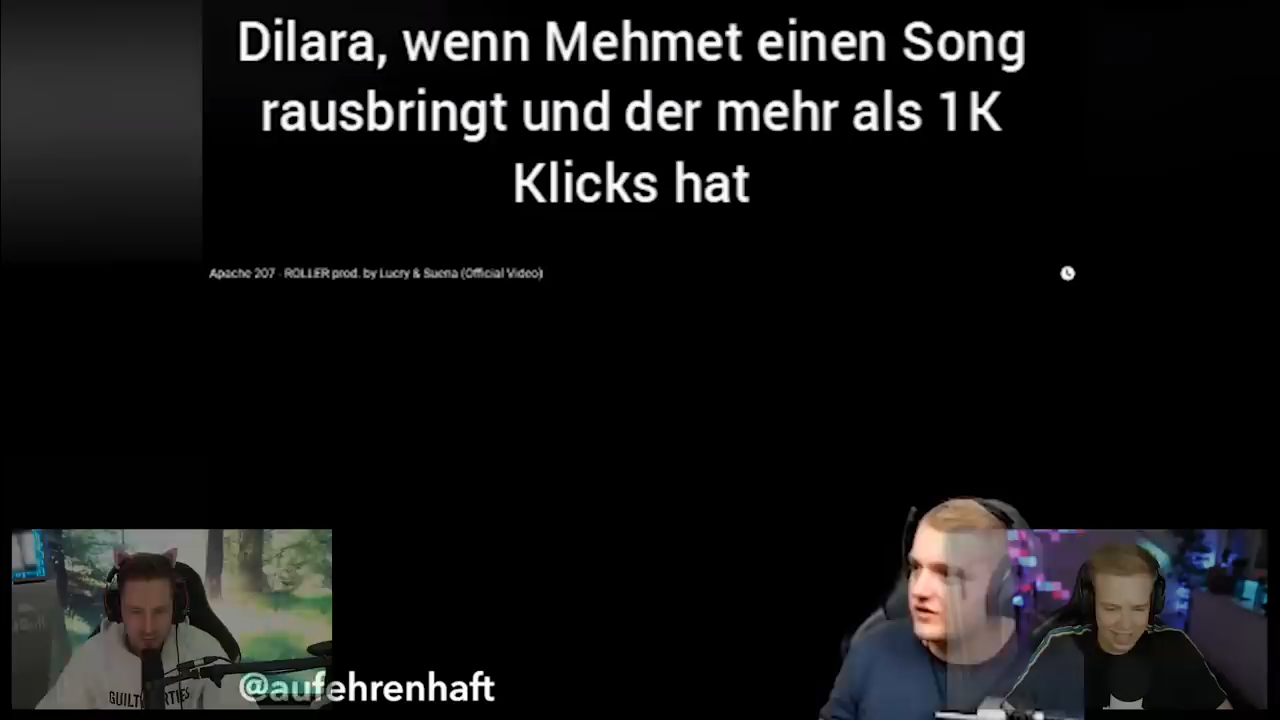 Dilara, wenn Mehmet einen Song
rausbringt und der mehr als 1K
Klicks hat
Apache 207 - ROLLER prod. by Lucry & Suena (Official Video)
@aufehrenhaft